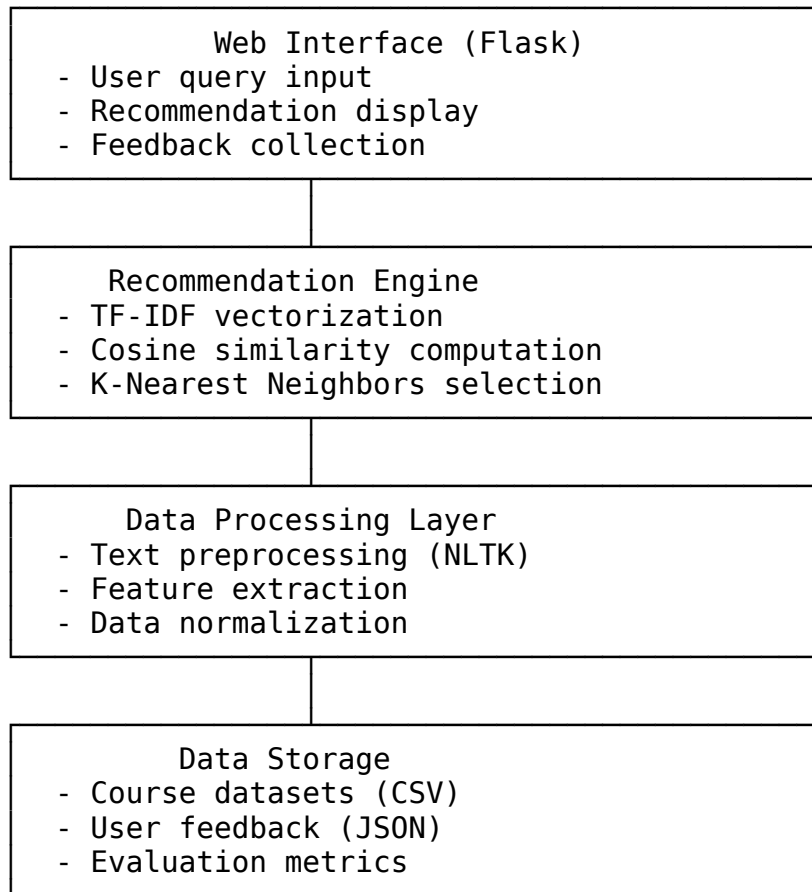 Web Interface (Flask)
- User query input
- Recommendation display
- Feedback collection
Recommendation Engine
- TF-IDF vectorization
- Cosine similarity computation
- K-Nearest Neighbors selection
Data Processing Layer
- Text preprocessing (NLTK)
- Feature extraction
- Data normalization
Data Storage
- Course datasets (CSV)
- User feedback (JSON)
- Evaluation metrics